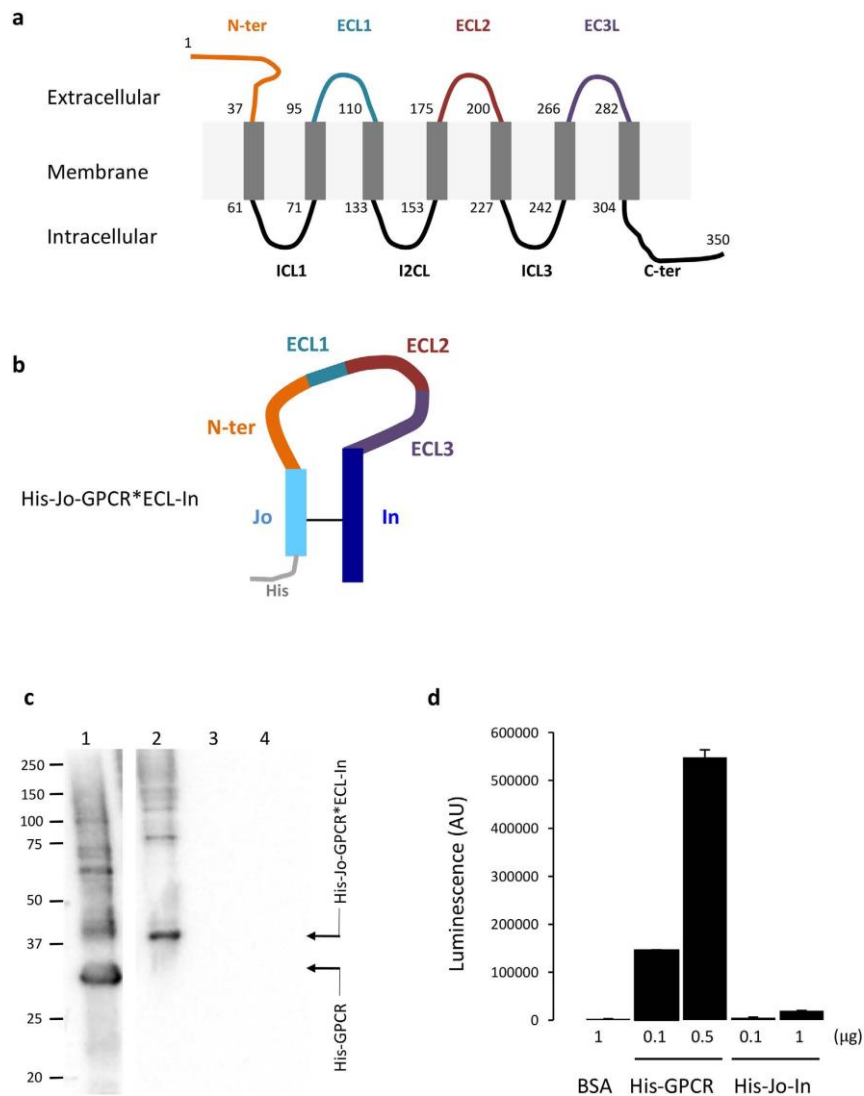 a
N-ter ECL1 ECL2 EC3L
1
Extracellular
37 95 110 175 200 266 282
Membrane
61 71 133 153 227 242 304
Intracellular
350
ICL1 I2CL ICL3 C-ter
b
ECL1 ECL2
N-ter
ECL3
His-Jo-GPCR*ECL-In
Jo In
His
c
1 2 3 4
250
150
100
75
50
37
25
20
His-Jo-GPCR*ECL-In
His-GPCR
d
Luminescence (AU)
600000
500000
400000
300000
200000
100000
0
1 0.1 0.5 0.1 1 (µg)
BSA His-GPCR His-Jo-In